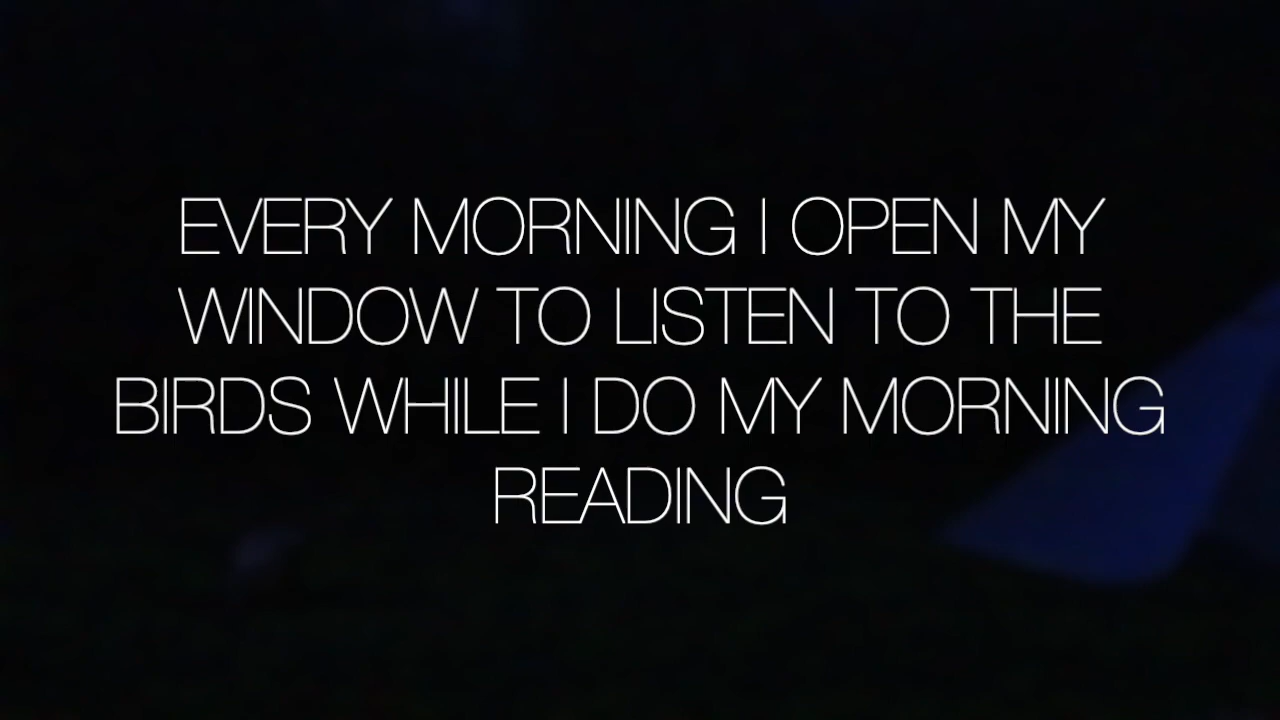 EVERY MORNING I OPEN MY
WINDOW TO LISTEN TO THE
BIRDS WHILE I DO MY MORNING
READING